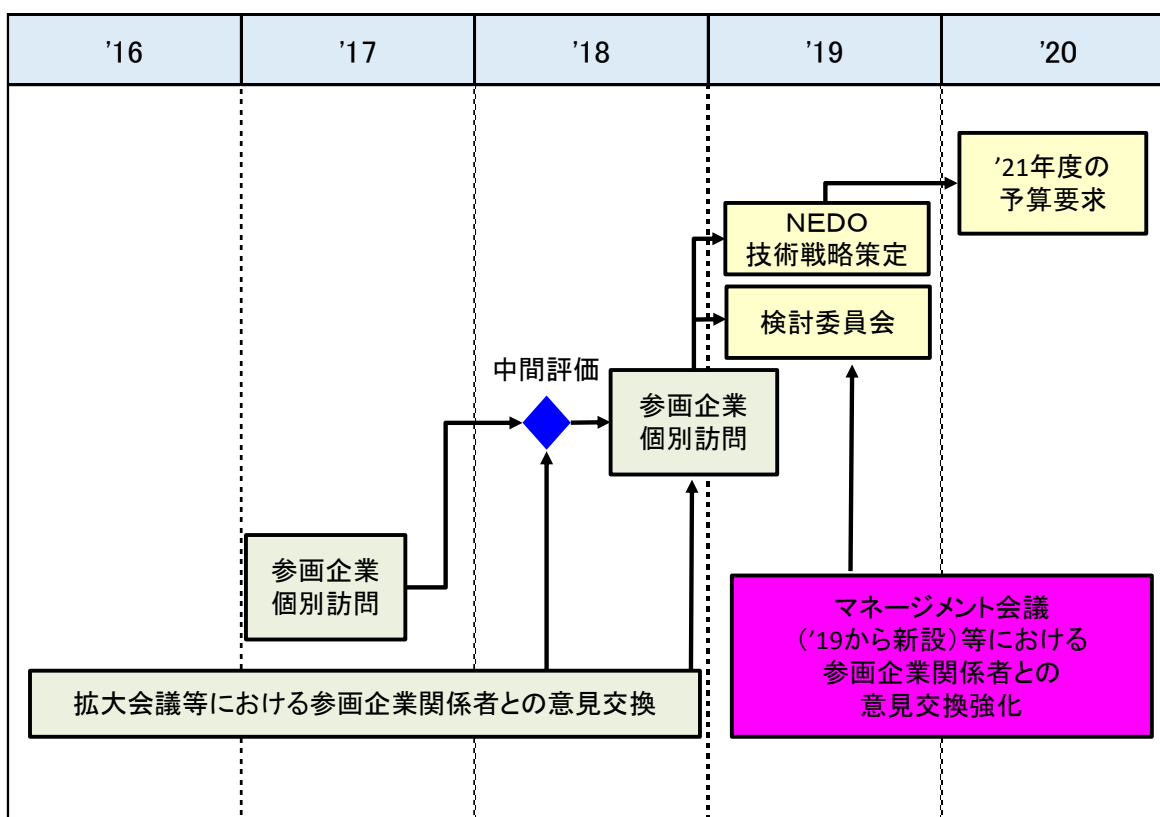 ’16
’17
’18
’19
’20
’21年度の
予算要求
ＮＥＤＯ
技術戦略策定
検討委員会
中間評価
参画企業
個別訪問
参画企業
個別訪問
マネージメント会議
（’19から新設）等における
参画企業関係者との
意見交換強化
拡大会議等における参画企業関係者との意見交換